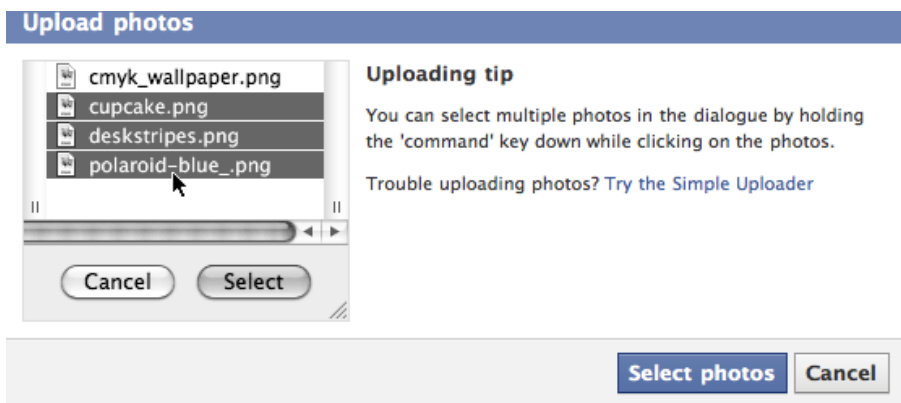 Upload photos
cmyk_wallpaper.png
cupcake.png
deskstripes.png
polaroid-blue_.png
Cancel
Select
Uploading tip
You can select multiple photos in the dialogue by holding
the 'command' key down while clicking on the photos.
Trouble uploading photos? Try the Simple Uploader
Select photos
Cancel